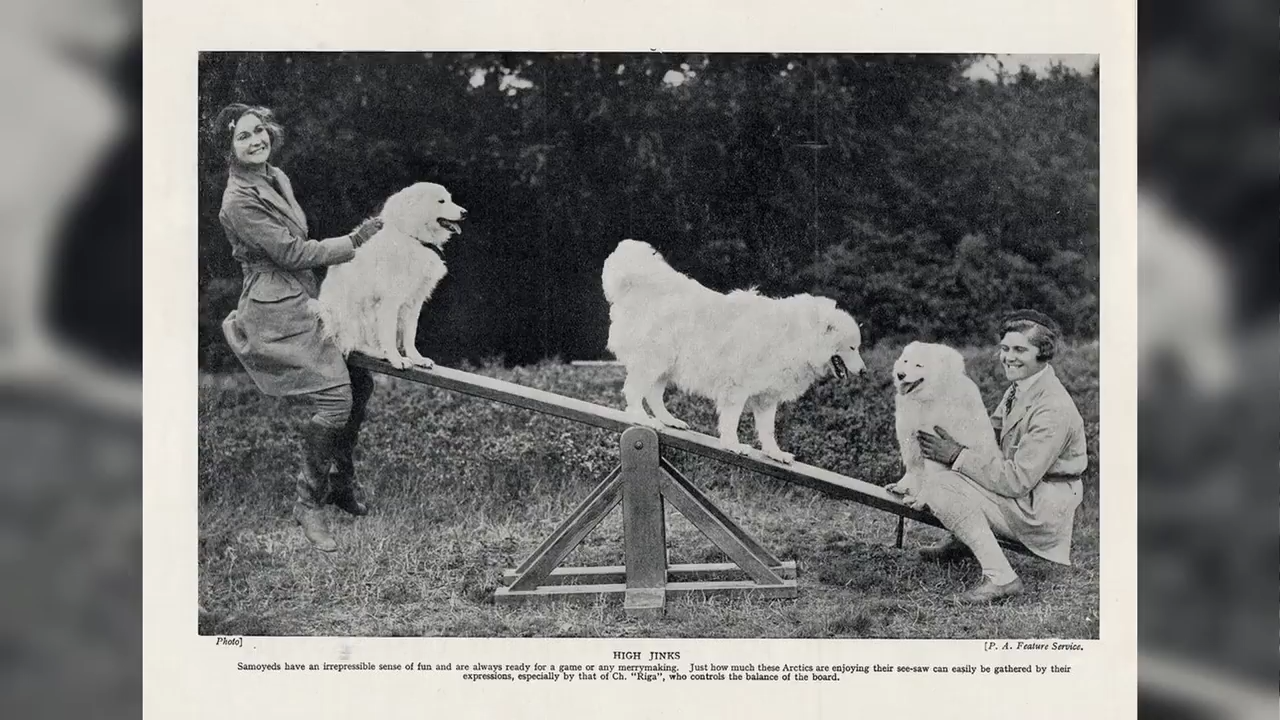 Photo]
[P. A. Feature Service.
HIGH JINKS
Samoyeds have an irrepressible sense of fun and are always ready for a game or any merrymaking. Just how much these Arctics are enjoying their see-saw can easily be gathered by their
expressions, especially by that of Ch. "Riga", who controls the balance of the board.